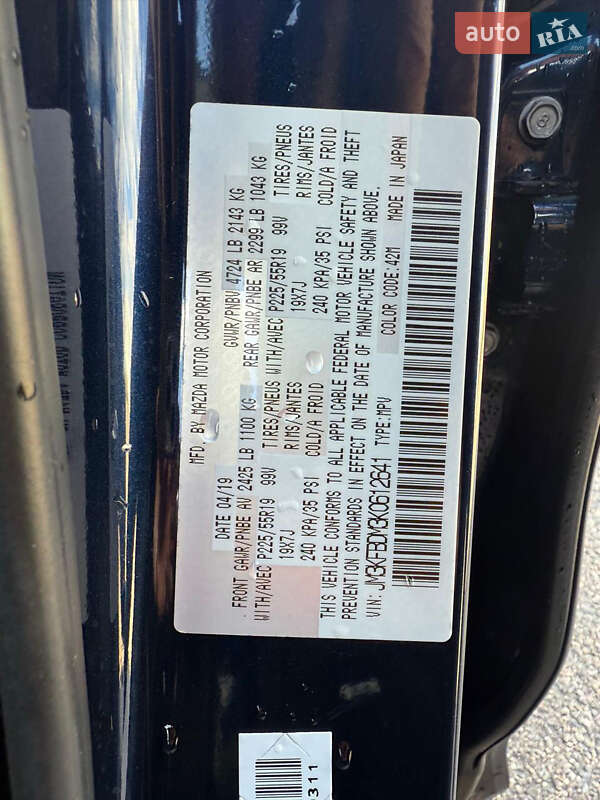 auto RIA .com
MFD. BY MAZDA MOTOR CORPORATION
DATE 04/19 GVWR/PNBV 4724 LB 2143 KG
FRONT GAWR/PNBE AV 2425 LB 1100 KG REAR GAWR/PNBE AR 2299 LB 1043 KG
WITH/AVEC P225/55R19 99V TIRES/PNEUS WITH/AVEC P225/55R19 99V TIRES/PNEUS
19X7J RIMS/JANTES 19X7J RIMS/JANTES
240 KPA/35 PSI COLD/A FROID 240 KPA/35 PSI COLD/A FROID
THIS VEHICLE CONFORMS TO ALL APPLICABLE FEDERAL MOTOR VEHICLE SAFETY AND THEFT
PREVENTION STANDARDS IN EFFECT ON THE DATE OF MANUFACTURE SHOWN ABOVE.
VIN: JM3KFBDM3K0612641 TYPE:MPV COLOR CODE:42M MADE IN JAPAN
311